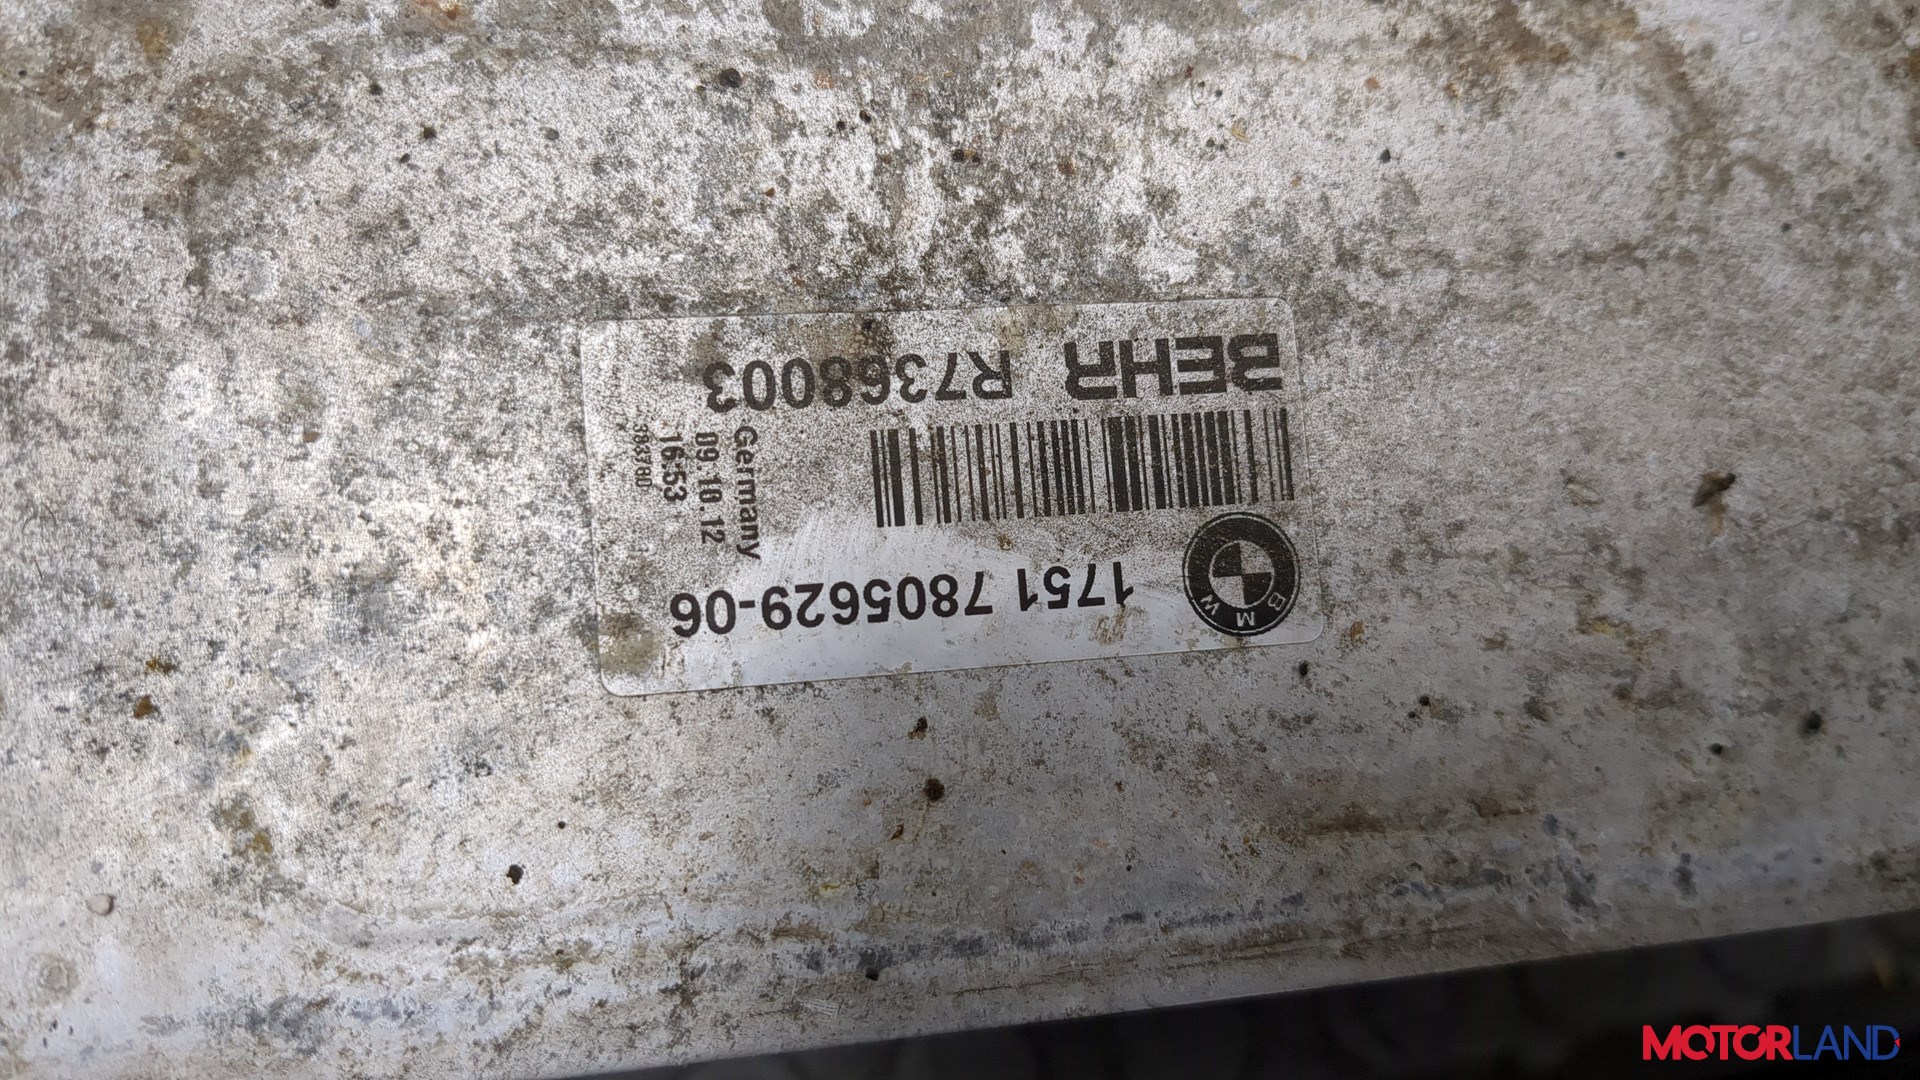 BMW
1751 7805629-06
Germany
09.10.12
16:53
BEHR R7368003
MOTORLAND